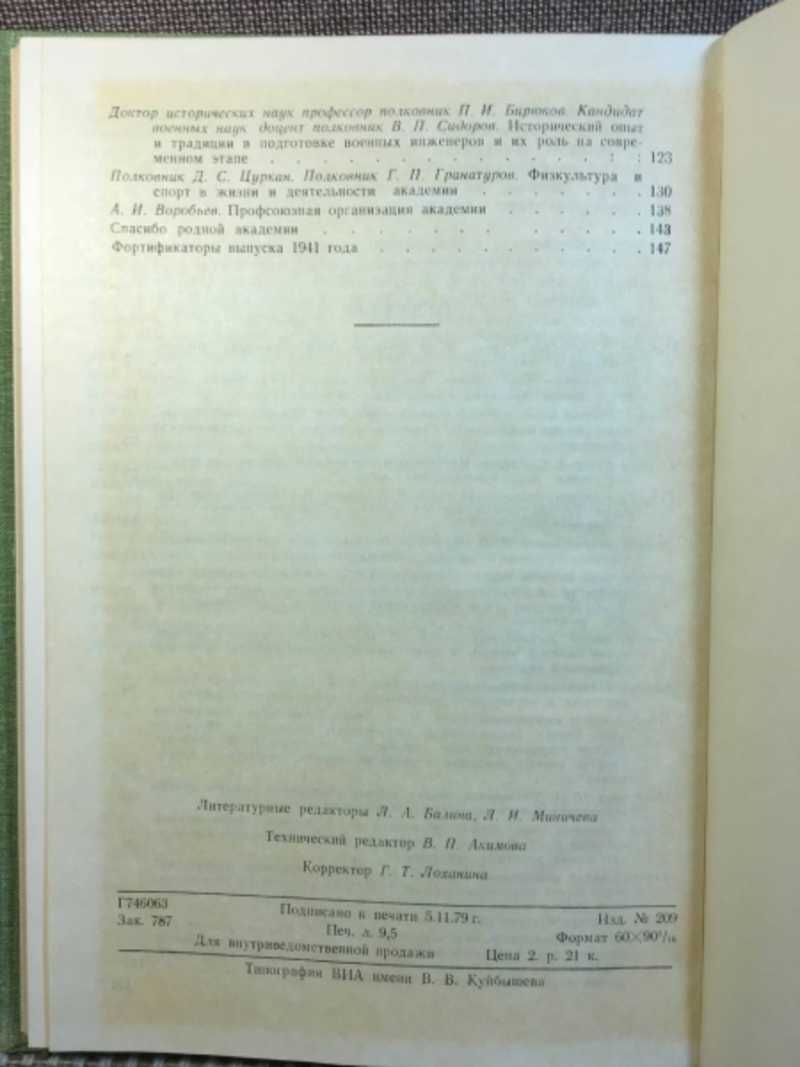 Доктор исторических наук профессор полковник П. И. Бирюков. Кандидат
военных наук доцент полковник В. П. Сидоров. Исторический опыт
и традиции в подготовке военных инженеров и их роль на совре-
менном этапе . . . . . . . . . . . . . . : : 123
Полковник Д. С. Цуркан. Полковник Г. П. Гранатуров. Физкультура и
спорт в жизни и деятельности академии . . . . . . . 130
А. И. Воробьев. Профсоюзная организация академии . . . . . . 138
Спасибо родной академии . . . . . . . . . . . . . 143
Фортификаторы выпуска 1941 года . . . . . . . . . . . 147
Литературные редакторы Л. А. Балина, Л. И. Миничева
Технический редактор В. П. Акимова
Корректор Г. Т. Лоханина
Г746063 Подписано к печати 5.11.79 г. Изд. № 209
Зак. 787 Печ. л. 9,5 Формат 60×90¹/₁₆
Для внутриведомственной продажи Цена 2 р. 21 к.
Типография ВИА имени В. В. Куйбышева